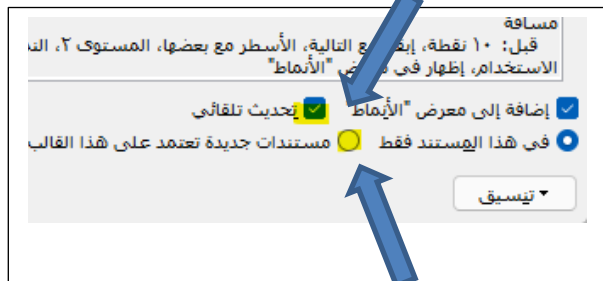 مسافة
قبل: ١٠ نقطة، إبقاء مع التالية، الأسطر مع بعضها، المستوى ٢،
الاستخدام، إظهار في معرض "الأنماط"
إضافة إلى معرض "الأنماط" تحديث تلقائي
في هذا المستند فقط مستندات جديدة تعتمد على هذا القالب
تنسيق